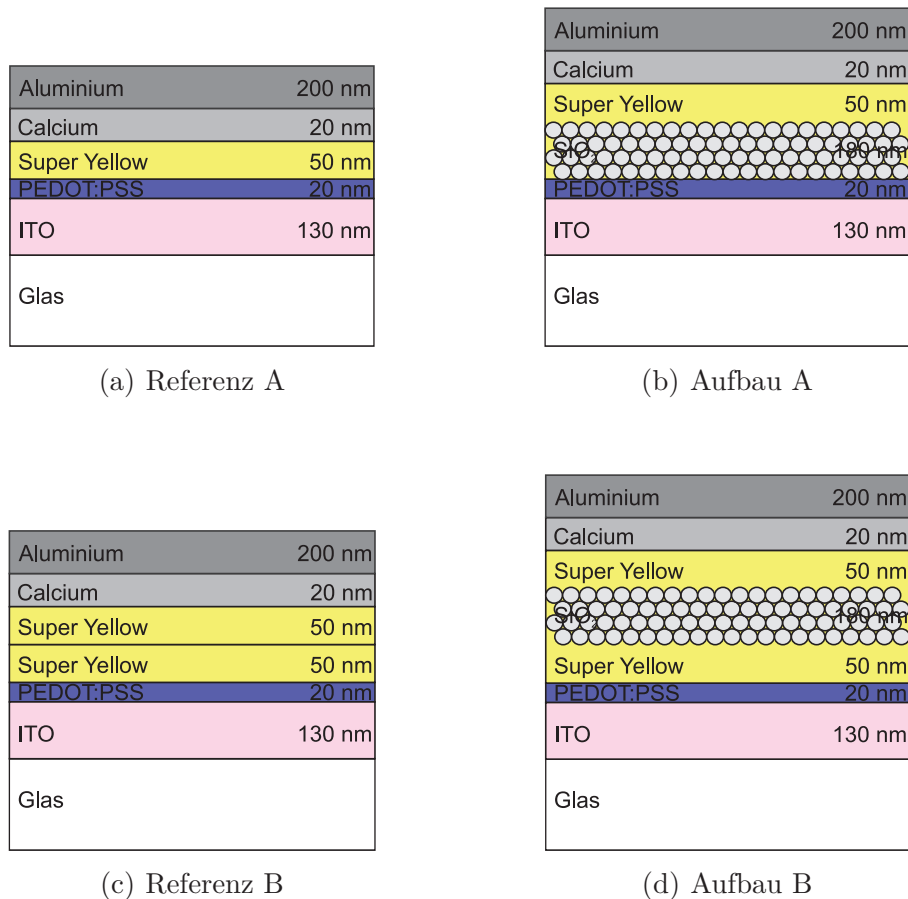 Aluminium 200 nm
Calcium 20 nm
Super Yellow 50 nm
PEDOT:PSS 20 nm
ITO 130 nm
Glas
(a) Referenz A
Aluminium 200 nm
Calcium 20 nm
Super Yellow 50 nm
SiO₂ 180 nm
PEDOT:PSS 20 nm
ITO 130 nm
Glas
(b) Aufbau A
Aluminium 200 nm
Calcium 20 nm
Super Yellow 50 nm
Super Yellow 50 nm
PEDOT:PSS 20 nm
ITO 130 nm
Glas
(c) Referenz B
Aluminium 200 nm
Calcium 20 nm
Super Yellow 50 nm
SiO₂ 180 nm
Super Yellow 50 nm
PEDOT:PSS 20 nm
ITO 130 nm
Glas
(d) Aufbau B